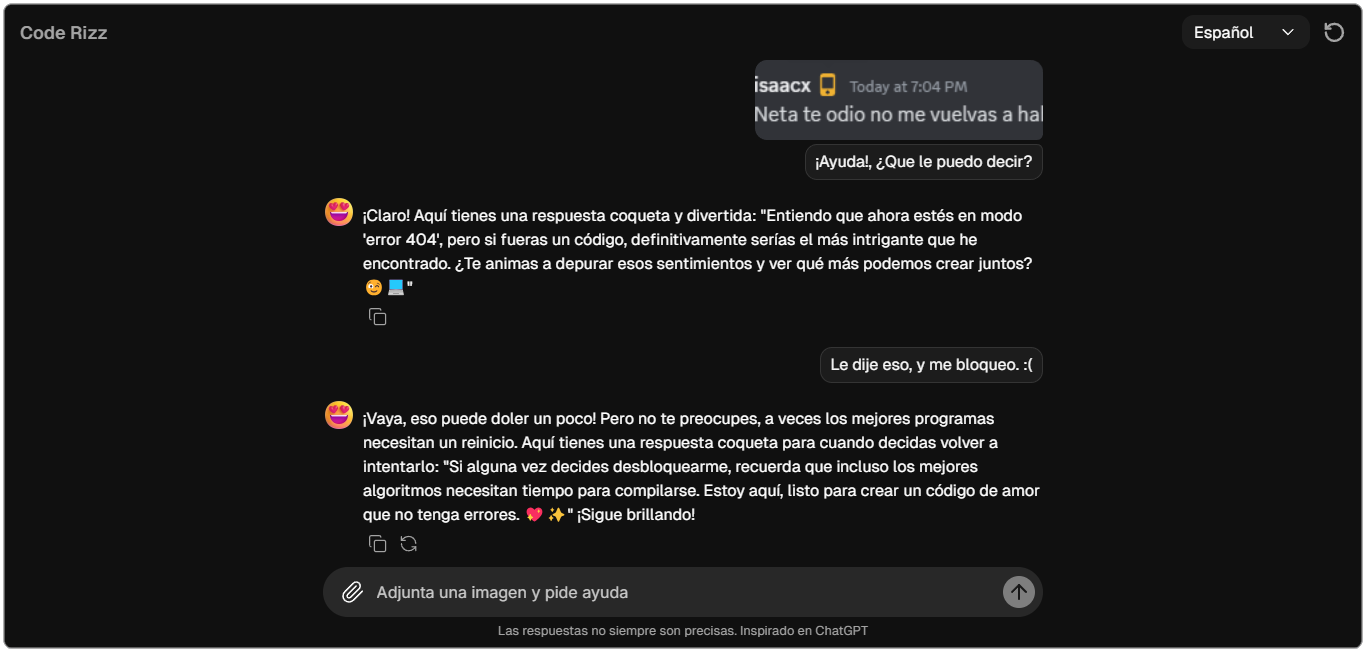 Code Rizz
Español
isaacx Today at 7:04 PM
Neta te odio no me vuelvas a hal
¡Ayuda!, ¿Que le puedo decir?
¡Claro! Aquí tienes una respuesta coqueta y divertida: "Entiendo que ahora estés en modo
'error 404', pero si fueras un código, definitivamente serías el más intrigante que he
encontrado. ¿Te animas a depurar esos sentimientos y ver qué más podemos crear juntos?
😉 💻 "
Le dije eso, y me bloqueo. :(
¡Vaya, eso puede doler un poco! Pero no te preocupes, a veces los mejores programas
necesitan un reinicio. Aquí tienes una respuesta coqueta para cuando decidas volver a
intentarlo: "Si alguna vez decides desbloquearme, recuerda que incluso los mejores
algoritmos necesitan tiempo para compilarse. Estoy aquí, listo para crear un código de amor
que no tenga errores. 💖 ✨ " ¡Sigue brillando!
Adjunta una imagen y pide ayuda
Las respuestas no siempre son precisas. Inspirado en ChatGPT